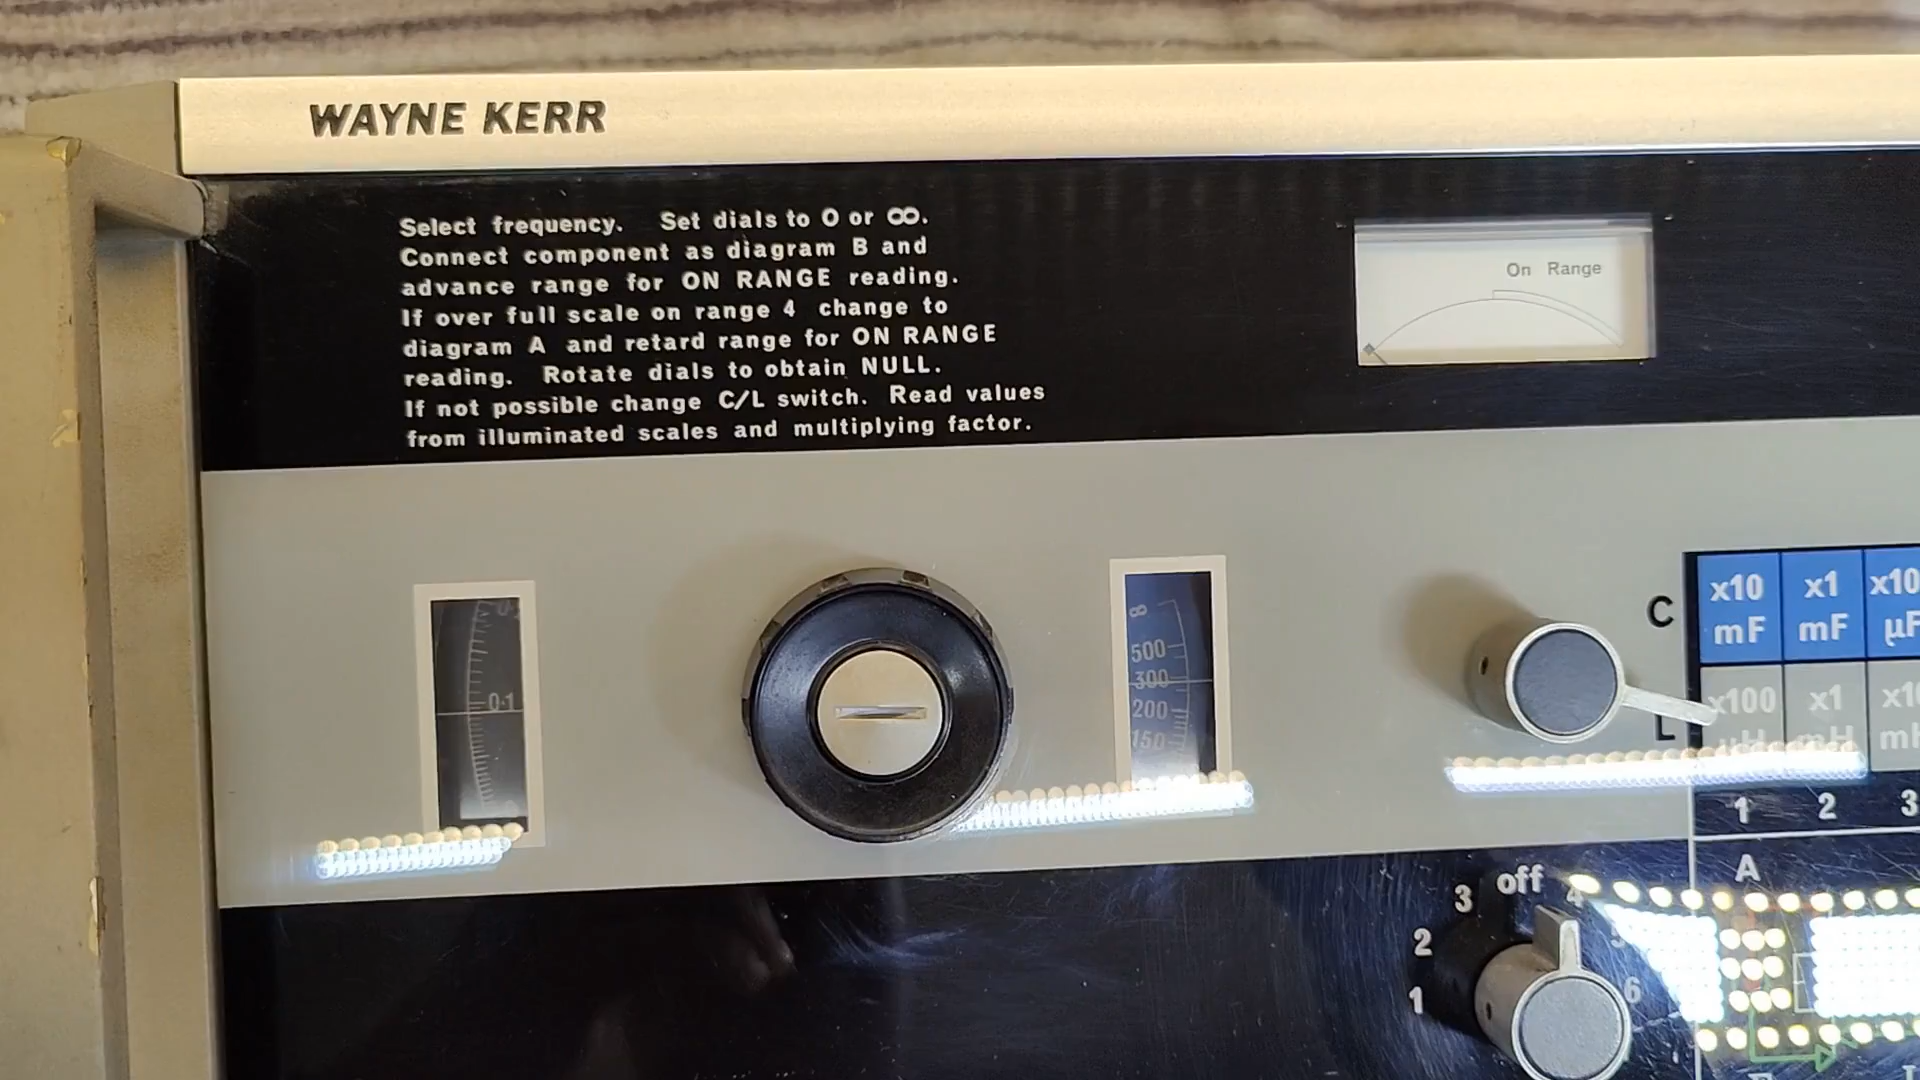 WAYNE KERR
Select frequency. Set dials to 0 or ∞.
Connect component as diagram B and
advance range for ON RANGE reading.
If over full scale on range 4 change to
diagram A and retard range for ON RANGE
reading. Rotate dials to obtain NULL.
If not possible change C/L switch. Read values
from illuminated scales and multiplying factor.
On Range
0·1
∞
500
300
200
150
C
x10 mF
x1 mF
L
x100 μH
x1 mH
1 2 3
A
off
3 4
2
1 6